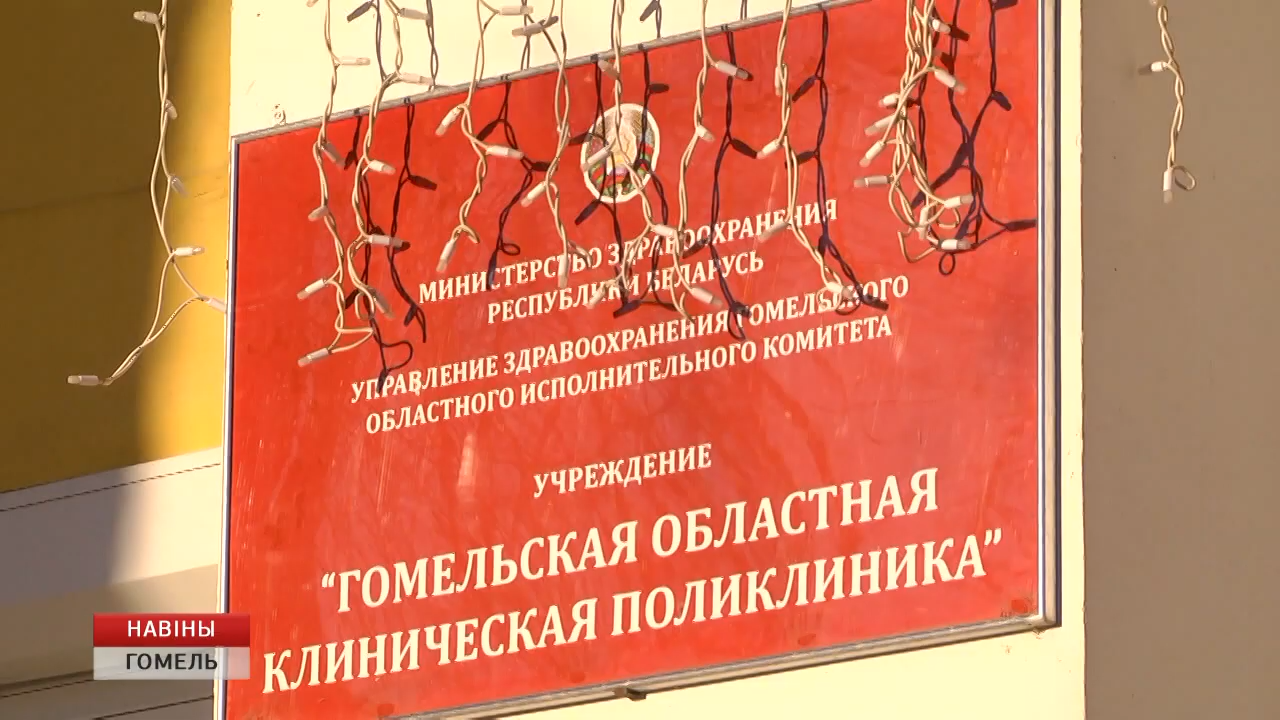 МИНИСТЕРСТВО ЗДРАВООХРАНЕНИЯ
РЕСПУБЛИКИ БЕЛАРУСЬ
УПРАВЛЕНИЕ ЗДРАВООХРАНЕНИЯ ГОМЕЛЬСКОГО
ОБЛАСТНОГО ИСПОЛНИТЕЛЬНОГО КОМИТЕТА
УЧРЕЖДЕНИЕ
“ГОМЕЛЬСКАЯ ОБЛАСТНАЯ
КЛИНИЧЕСКАЯ ПОЛИКЛИНИКА”
НАВІНЫ
ГОМЕЛЬ